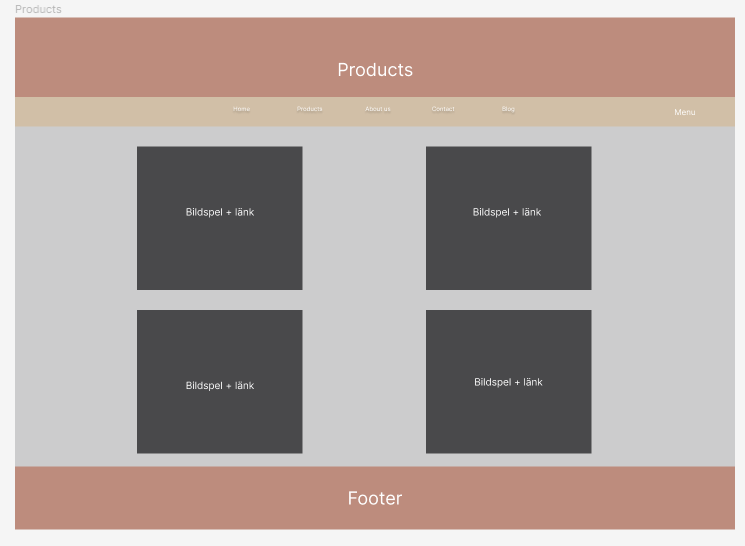 Products
Products
Home Products About us Contact Blog Menu
Bildspel + länk Bildspel + länk
Bildspel + länk Bildspel + länk
Footer